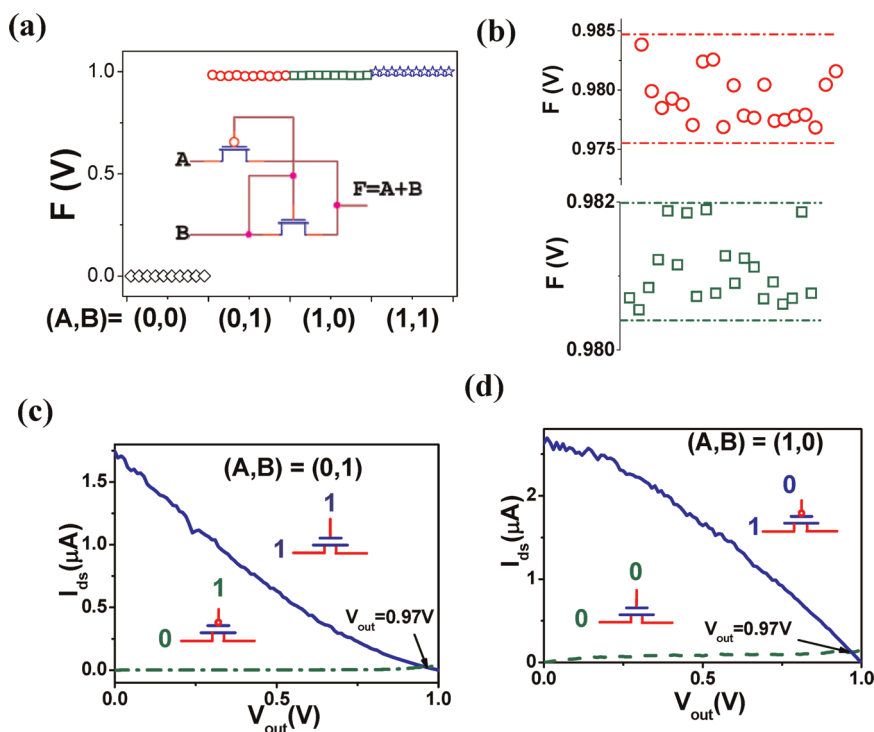 (a)
F (V)
1.0
0.5
0.0
A
B
F=A+B
(A,B)= (0,0) (0,1) (1,0) (1,1)
(b)
F (V)
0.985
0.980
0.975
F (V)
0.982
0.980
(c)
I_ds(μA)
1.5
1.0
0.5
0.0
(A,B) = (0,1)
1
1
1
0
V_out=0.97V
0.0 0.5 1.0
V_out(V)
(d)
I_ds(μA)
2
1
0
(A,B) = (1,0)
0
1
0
0
V_out=0.97V
0.0 0.5 1.0
V_out(V)